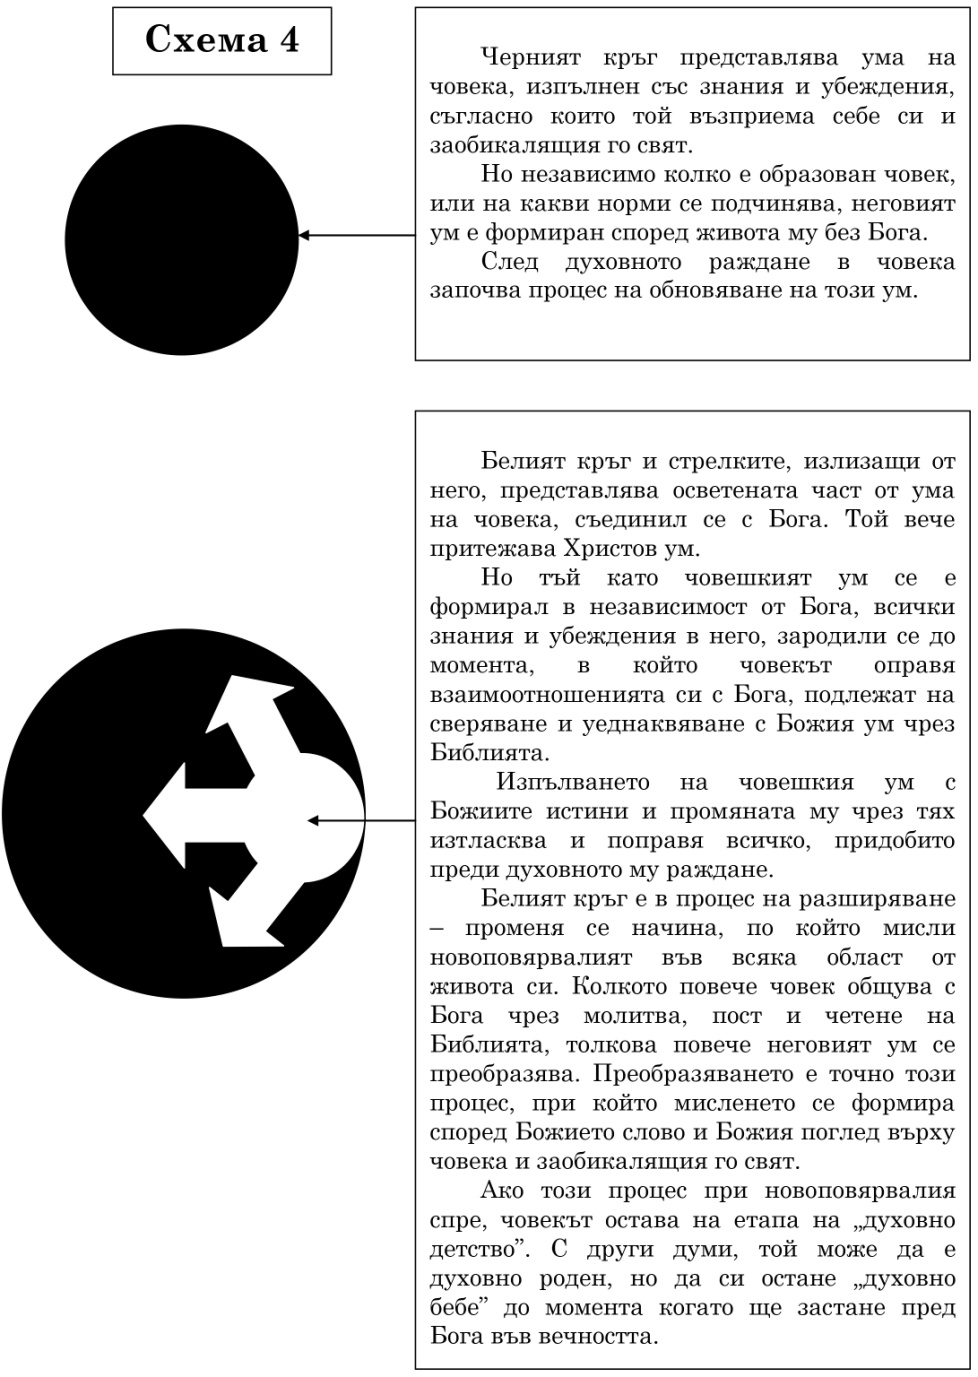 Схема 4
Черният кръг представлява ума на
човека, изпълнен със знания и убеждения,
съгласно които той възприема себе си и
заобикалящия го свят.
Но независимо колко е образован човек,
или на какви норми се подчинява, неговият
ум е формиран според живота му без Бога.
След духовното раждане в човека
започва процес на обновяване на този ум.
Белият кръг и стрелките, излизащи от
него, представлява осветената част от ума
на човека, съединил се с Бога. Той вече
притежава Христов ум.
Но тъй като човешкият ум се е
формирал в независимост от Бога, всички
знания и убеждения в него, зародили се до
момента, в който човекът оправя
взаимоотношенията си с Бога, подлежат на
сверяване и уеднаквяване с Божия ум чрез
Библията.
Изпълването на човешкия ум с
Божиите истини и промяната му чрез тях
изтласква и поправя всичко, придобито
преди духовното му раждане.
Белият кръг е в процес на разширяване
– променя се начина, по който мисли
новоповярвалият във всяка област от
живота си. Колкото повече човек общува с
Бога чрез молитва, пост и четене на
Библията, толкова повече неговият ум се
преобразява. Преобразяването е точно този
процес, при който мисленето се формира
според Божието слово и Божия поглед върху
човека и заобикалящия го свят.
Ако този процес при новоповярвалия
спре, човекът остава на етапа на „духовно
детство”. С други думи, той може да е
духовно роден, но да си остане „духовно
бебе” до момента когато ще застане пред
Бога във вечността.